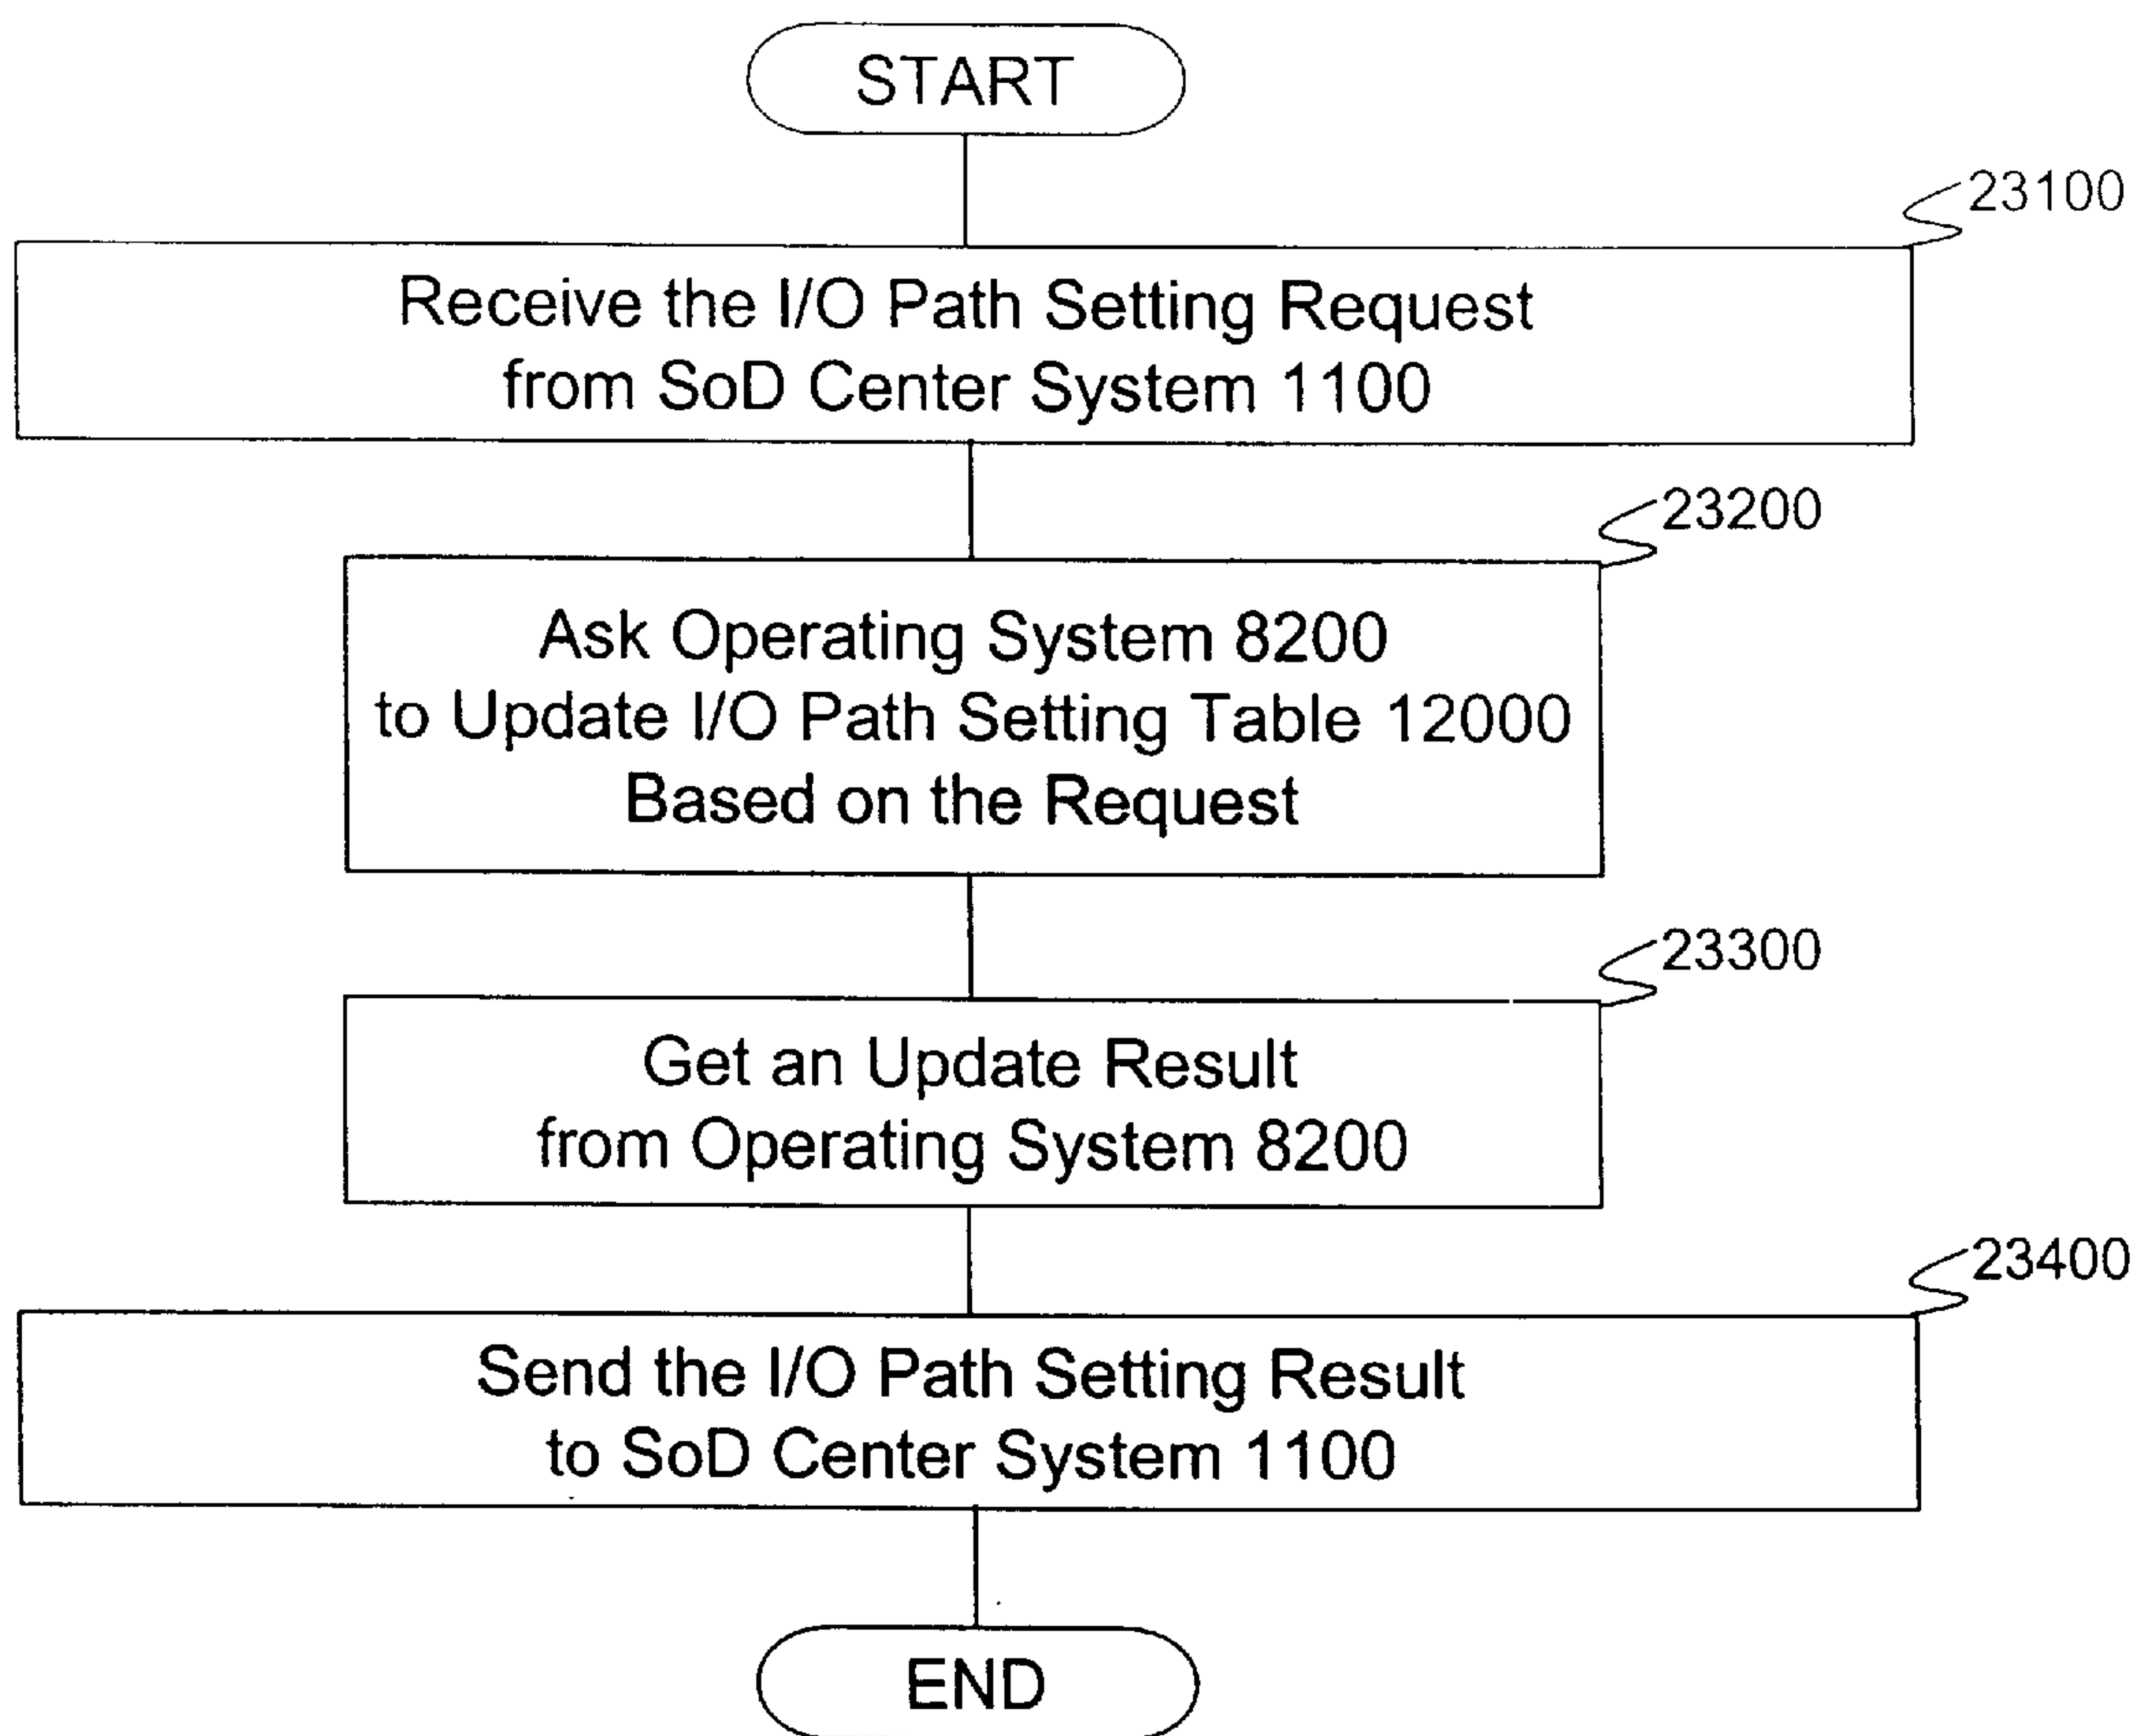 START
23100
Receive the I/O Path Setting Request
from SoD Center System 1100
23200
Ask Operating System 8200
to Update I/O Path Setting Table 12000
Based on the Request
23300
Get an Update Result
from Operating System 8200
23400
Send the I/O Path Setting Result
to SoD Center System 1100
END